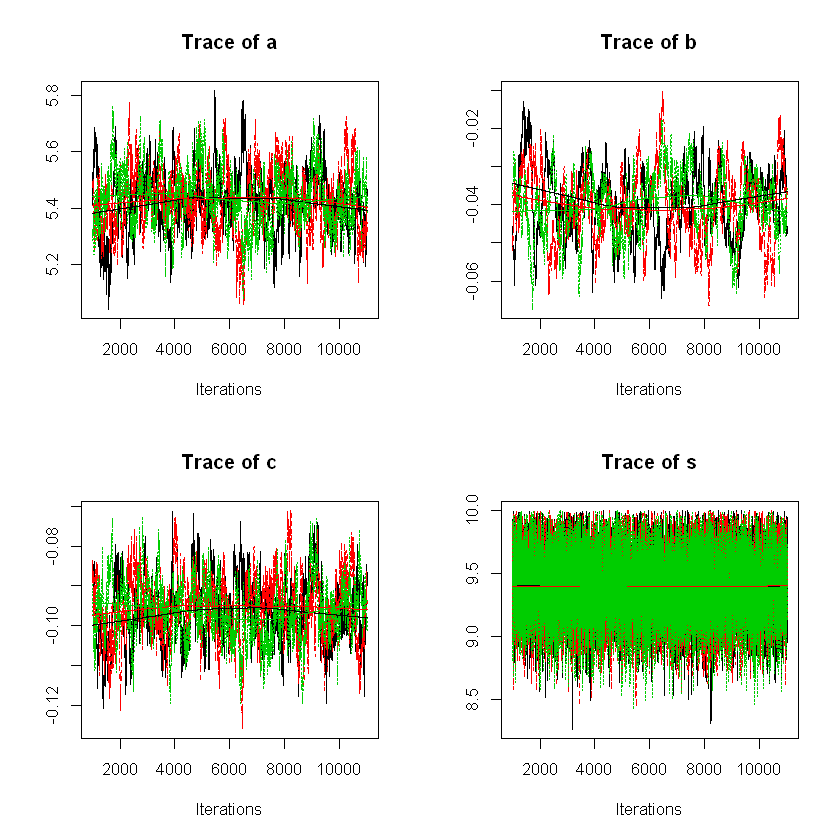 Trace of a
5.2 5.4 5.6 5.8
2000 4000 6000 8000 10000
Iterations
Trace of b
-0.06 -0.04 -0.02
2000 4000 6000 8000 10000
Iterations
Trace of c
-0.12 -0.10 -0.08
2000 4000 6000 8000 10000
Iterations
Trace of s
8.5 9.0 9.5 10.0
2000 4000 6000 8000 10000
Iterations